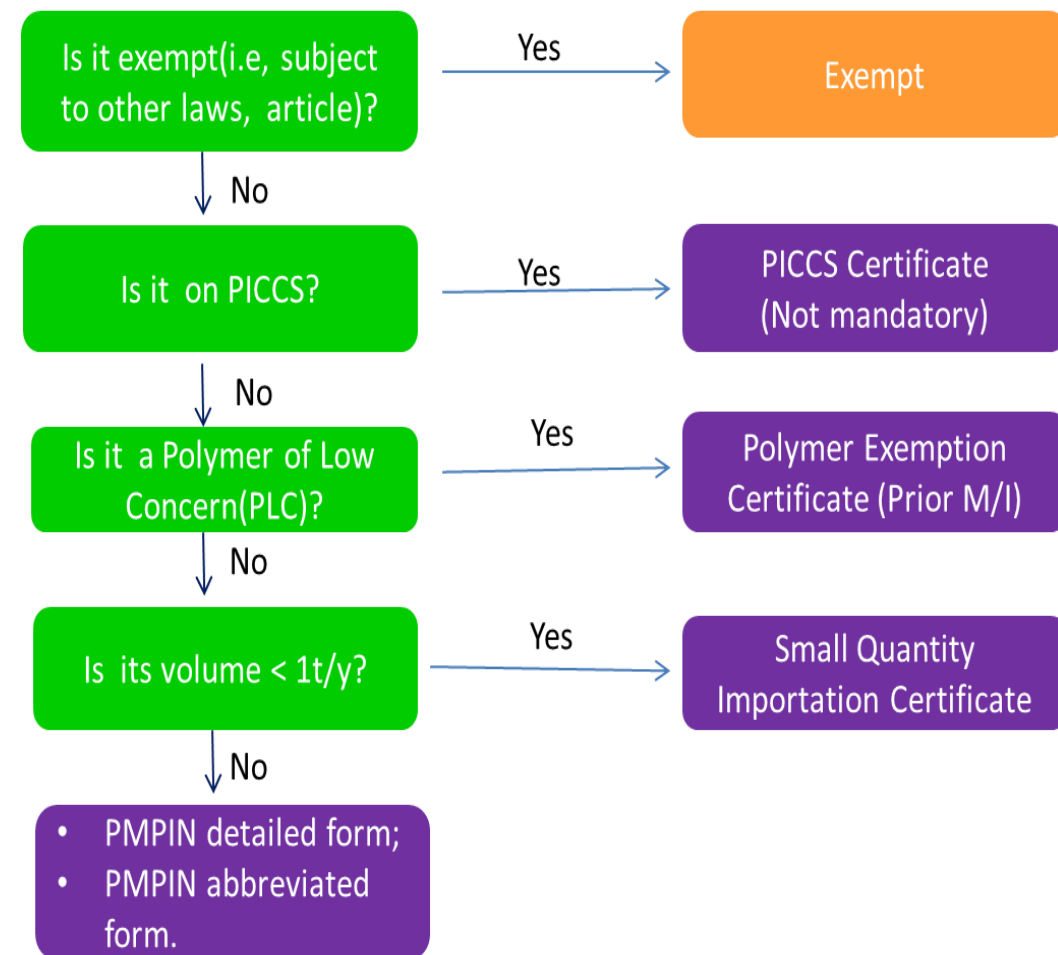 Is it exempt(i.e, subject
to other laws, article)?
Yes
Exempt
No
Is it on PICCS?
Yes
PICCS Certificate
(Not mandatory)
No
Is it a Polymer of Low
Concern(PLC)?
Yes
Polymer Exemption
Certificate (Prior M/I)
No
Is its volume < 1t/y?
Yes
Small Quantity
Importation Certificate
No
• PMPIN detailed form;
• PMPIN abbreviated
form.